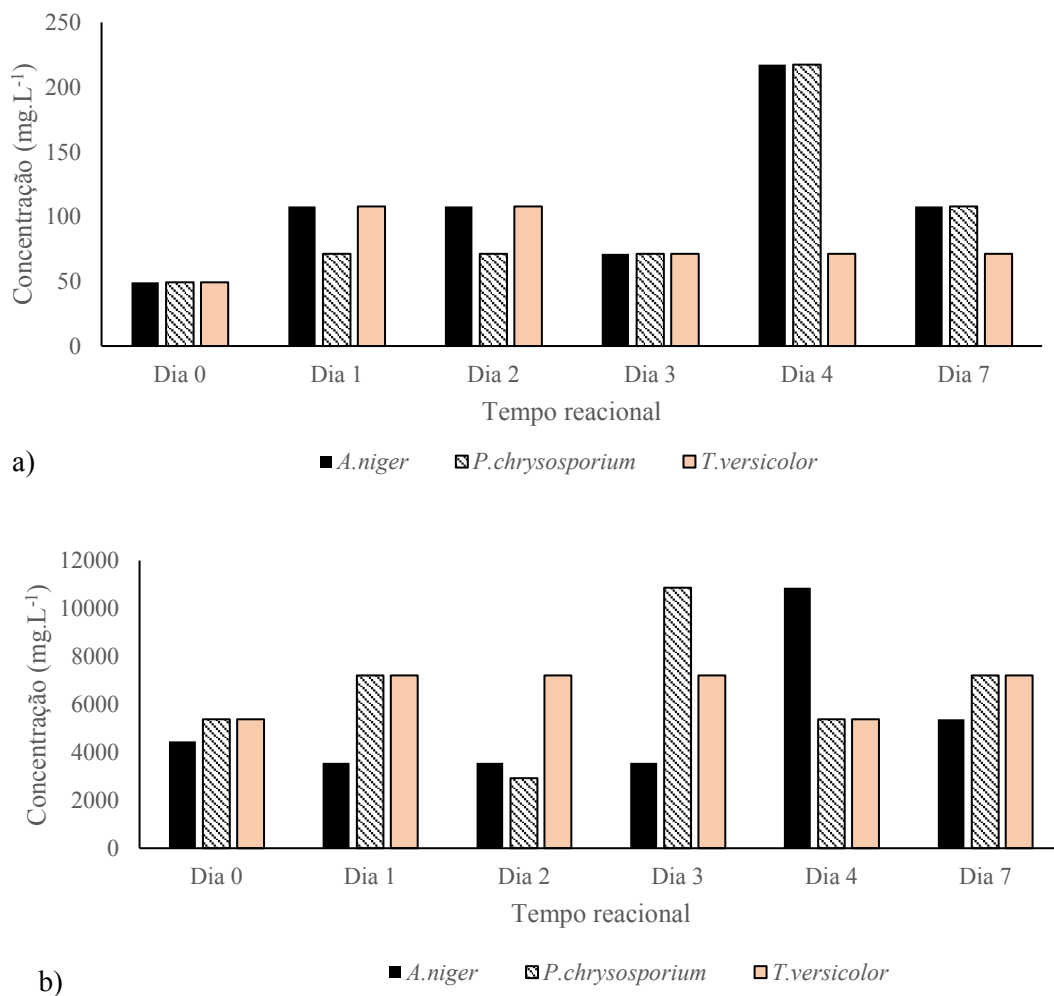 250
200
150
100
50
0
Concentração (mg.L-1)
Dia 0 Dia 1 Dia 2 Dia 3 Dia 4 Dia 7
Tempo reacional
a)
A.niger P.chrysosporium T.versicolor
12000
10000
8000
6000
4000
2000
0
Concentração (mg.L-1)
Dia 0 Dia 1 Dia 2 Dia 3 Dia 4 Dia 7
Tempo reacional
b)
A.niger P.chrysosporium T.versicolor